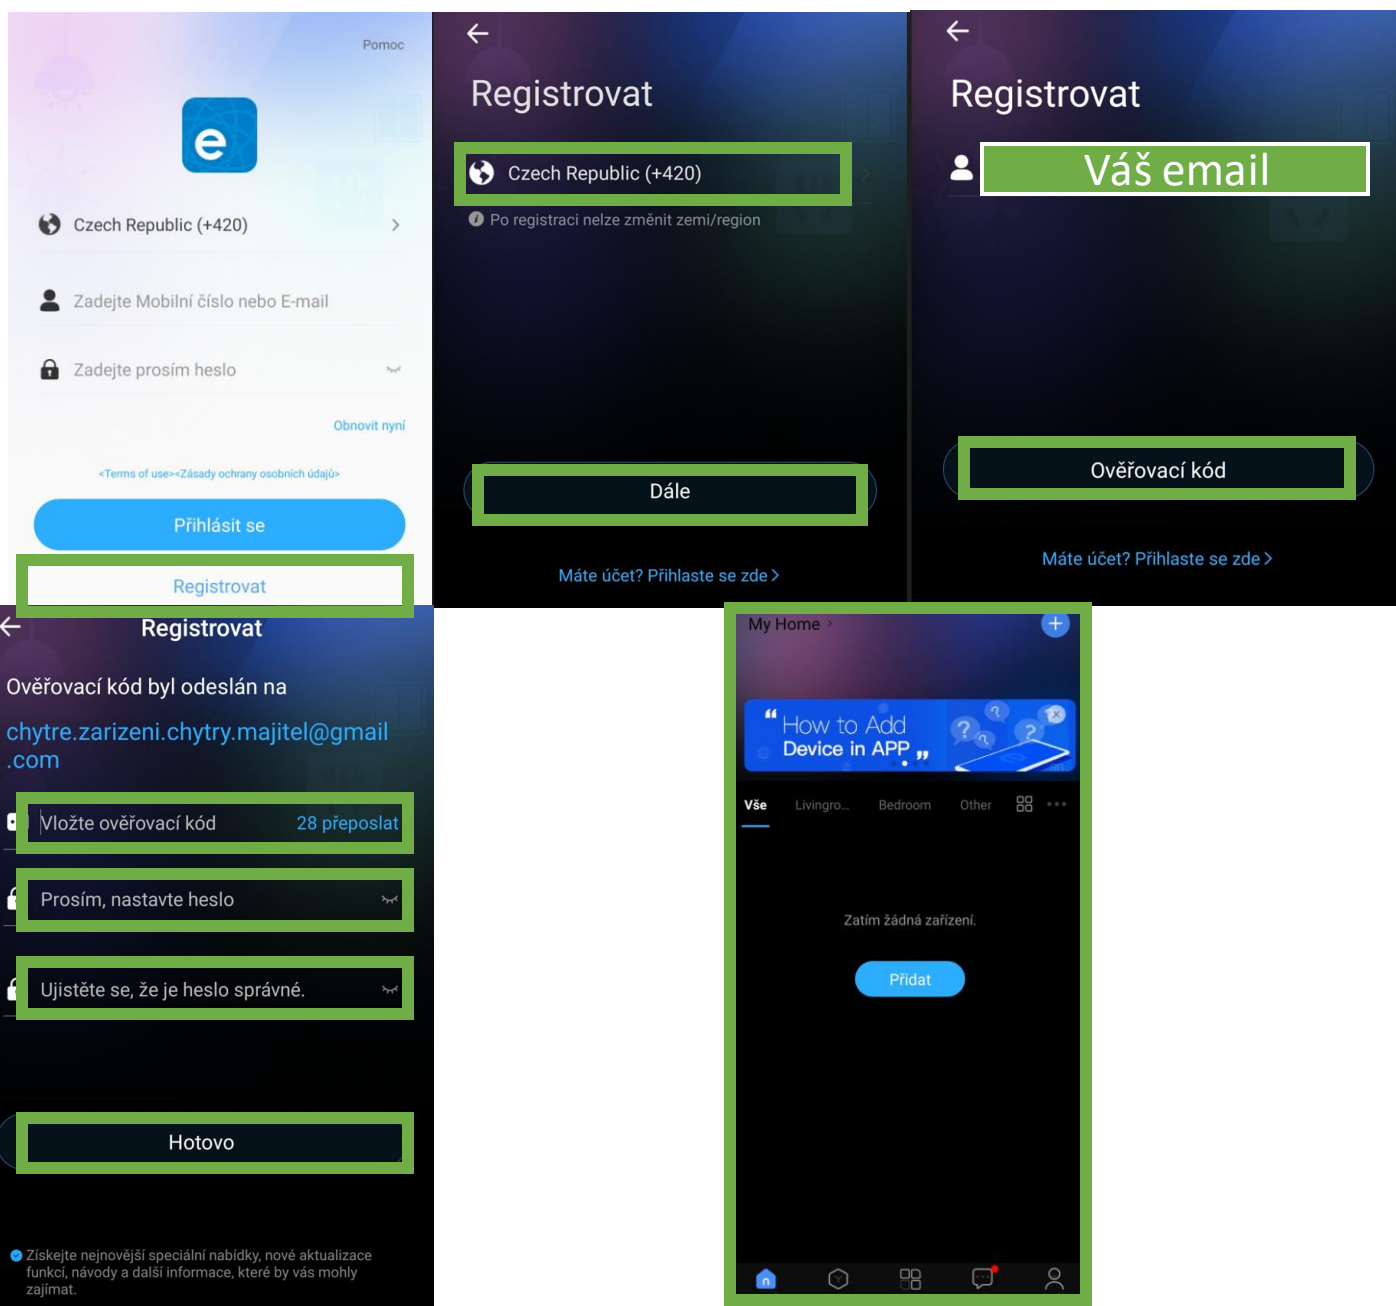 Pomoc
e
Czech Republic (+420)
Zadejte Mobilní číslo nebo E-mail
Zadejte prosím heslo
Obnovit nyní
<Terms of use><Zásady ochrany osobních údajů>
Přihlásit se
Registrovat
Registrovat
Czech Republic (+420)
Po registraci nelze změnit zemi/region
Dále
Máte účet? Přihlaste se zde >
Registrovat
Váš email
Ověřovací kód
Máte účet? Přihlaste se zde >
Registrovat
Ověřovací kód byl odeslán na
chytre.zarizeni.chytry.majitel@gmail
.com
Vložte ověřovací kód 28 přeposlat
Prosím, nastavte heslo
Ujistěte se, že je heslo správné.
Hotovo
Získejte nejnovější speciální nabídky, nové aktualizace
funkcí, návody a další informace, které by vás mohly
zajímat.
My Home >
“ How to Add
Device in APP „
Vše Livingro... Bedroom Other
Zatím žádná zařízení.
Přidat